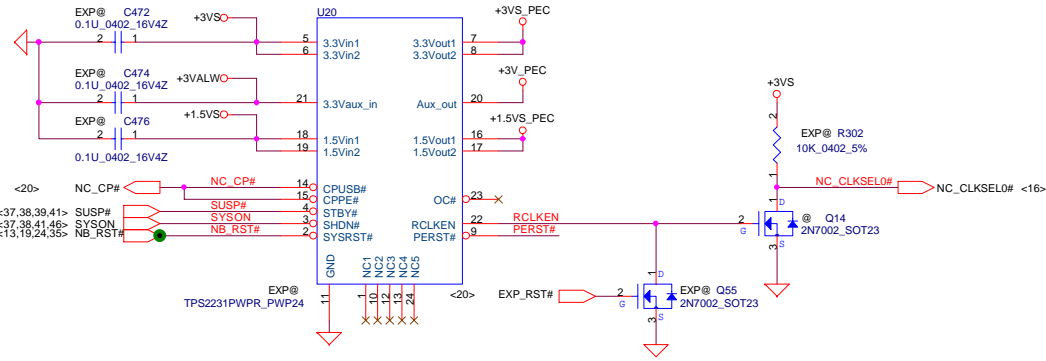 EXP@ C472
0.1U_0402_16V4Z
+3VS
2 1
EXP@ C474
0.1U_0402_16V4Z
+3VALW
2 1
+1.5VS
EXP@ C476
2 1
0.1U_0402_16V4Z
U20
5 3.3Vin1 3.3Vout1 7
6 3.3Vin2 3.3Vout2 8
21 3.3Vaux_in Aux_out 20
18 1.5Vin1 1.5Vout1 16
19 1.5Vin2 1.5Vout2 17
+3VS_PEC
+3V_PEC
+1.5VS_PEC
<20> NC_CP# NC_CP# 14 CPUSB#
15 CPPE# OC# 23
<37,38,39,41> SUSP# SUSP# 4 STBY#
<37,38,41,46> SYSON SYSON 3 SHDN# RCLKEN 22 RCLKEN
<13,19,24,35> NB_RST# NB_RST# 2 SYSRST# PERST# 9 PERST#
GND NC1 NC2 NC3 NC4 NC5
11 1 10 12 13 24
EXP@
TPS2231PWPR_PWP24
<20> EXP_RST#
2 G
1 D
3 S
EXP@ Q55
2N7002_SOT23
+3VS
2
EXP@ R302
10K_0402_5%
1
NC_CLKSEL0# NC_CLKSEL0# <16>
1 D
2 G
3 S
@ Q14
2N7002_SOT23